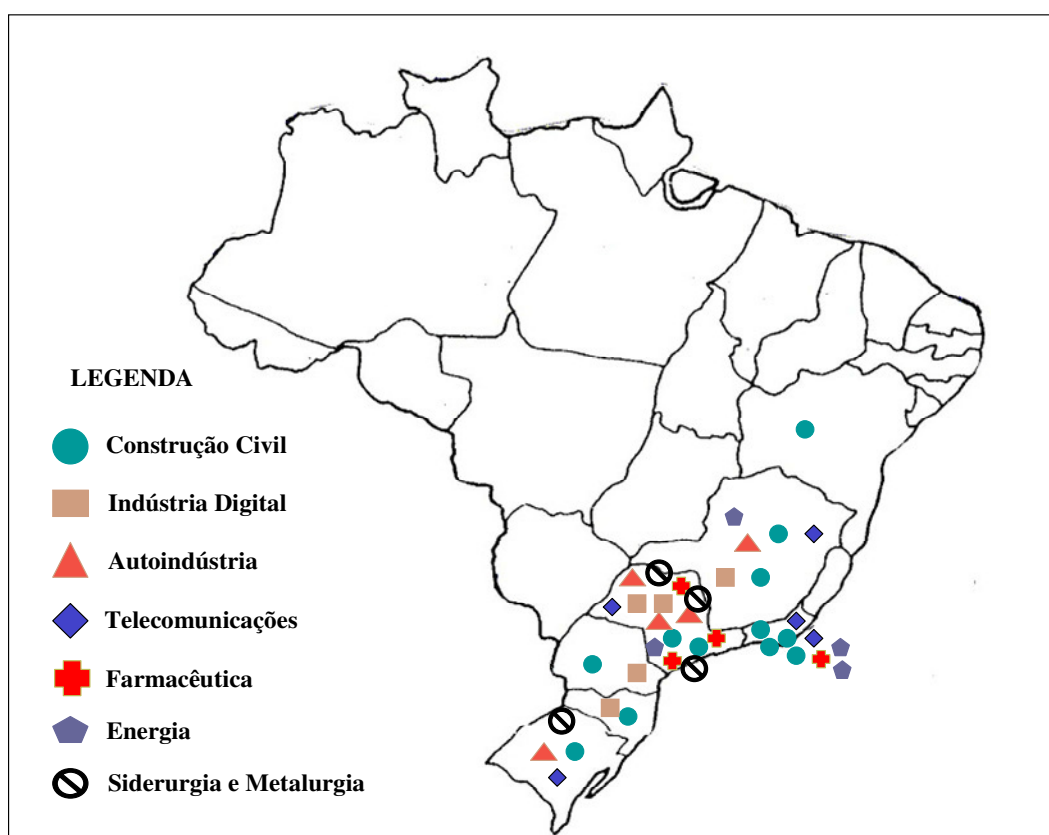 LEGENDA
Construção Civil
Indústria Digital
Autoindústria
Telecomunicações
Farmacêutica
Energia
Siderurgia e Metalurgia